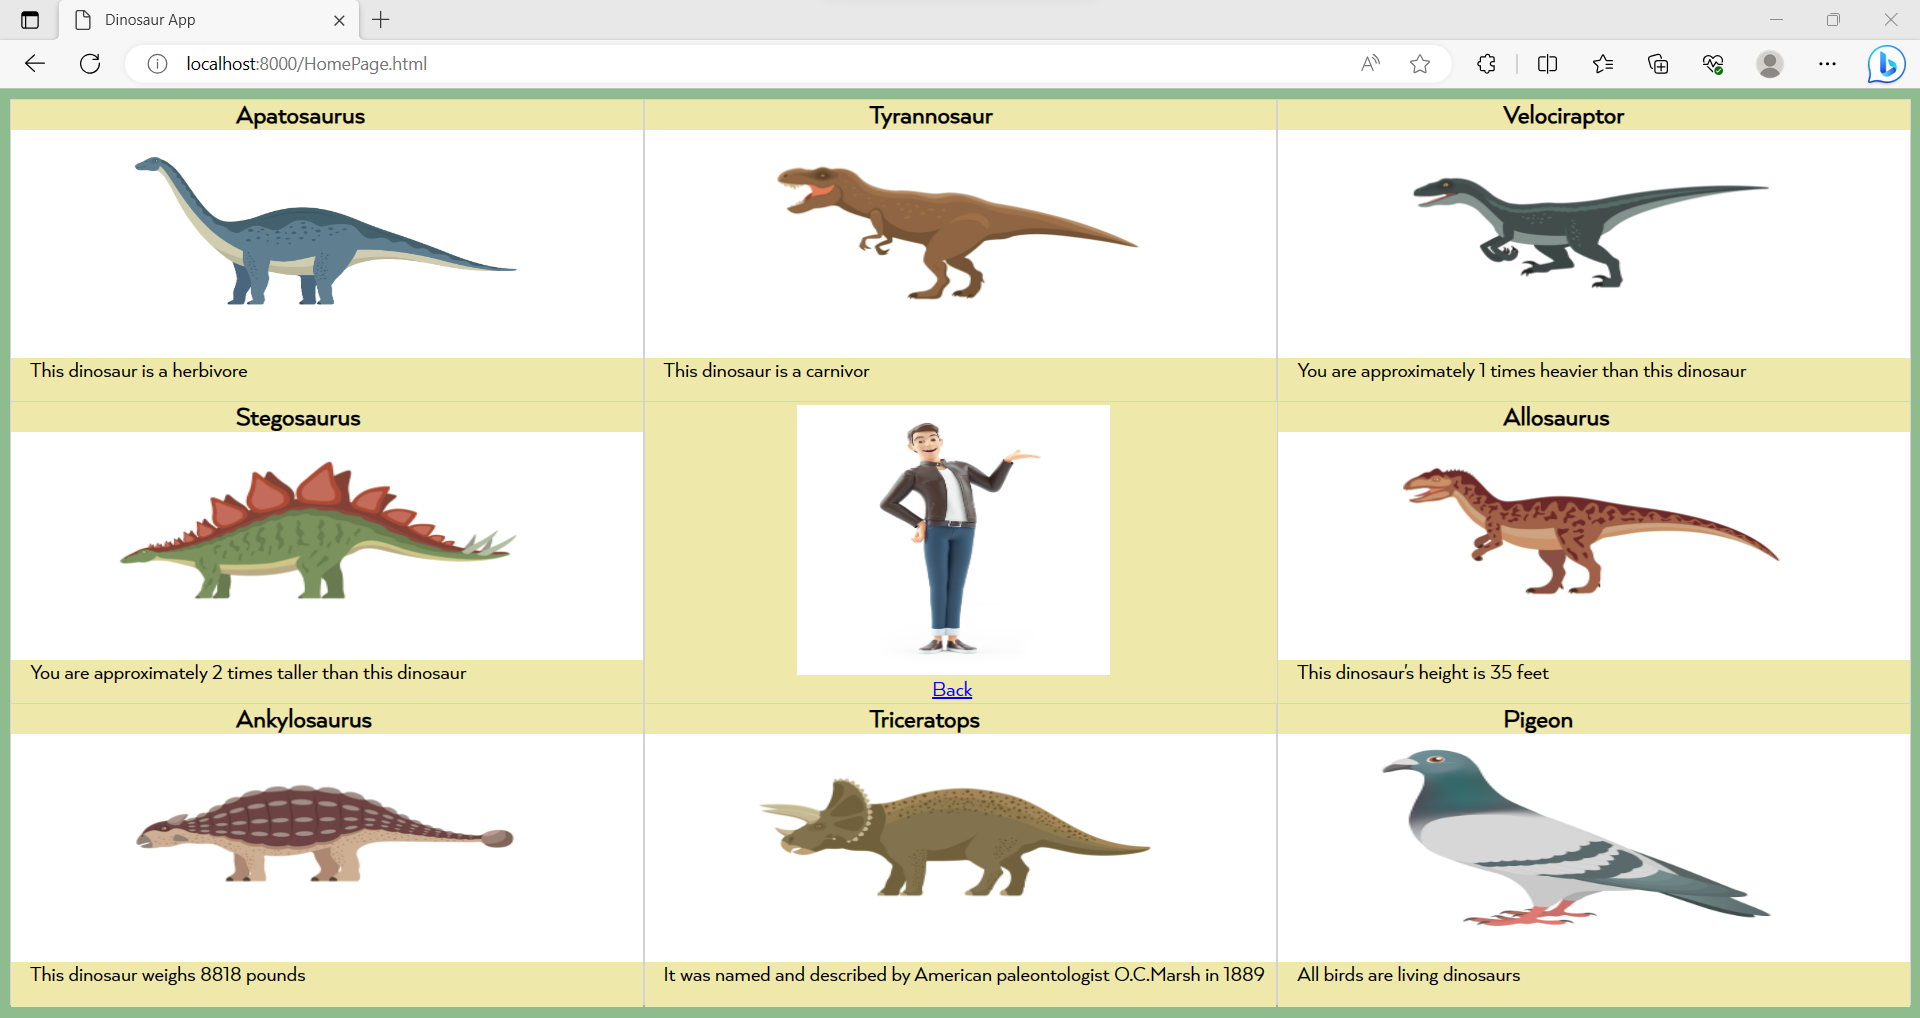 Dinosaur App
localhost:8000/HomePage.html
Apatosaurus
Tyrannosaur
Velociraptor
This dinosaur is a herbivore
This dinosaur is a carnivor
You are approximately 1 times heavier than this dinosaur
Stegosaurus
Allosaurus
You are approximately 2 times taller than this dinosaur
Back
This dinosaur's height is 35 feet
Ankylosaurus
Triceratops
Pigeon
This dinosaur weighs 8818 pounds
It was named and described by American paleontologist O.C.Marsh in 1889
All birds are living dinosaurs